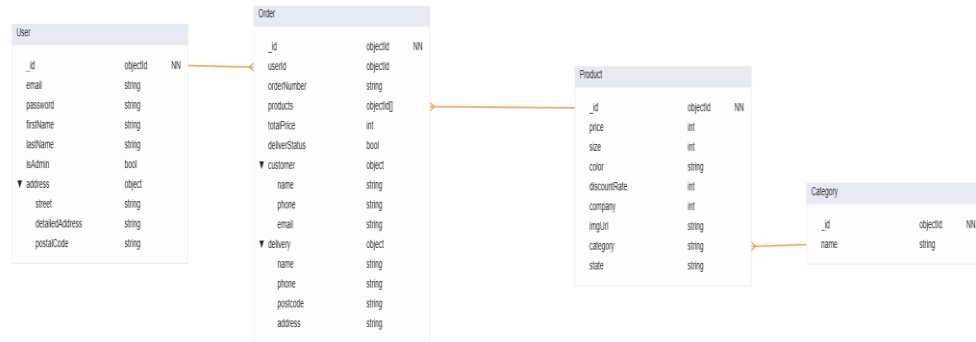 User
_id objectId NN
email string
password string
firstName string
lastName string
isAdmin bool
▼ address object
street string
detailedAddress string
postalCode string
Order
_id objectId NN
userId objectId
orderNumber string
products objectId[]
totalPrice int
deliverStatus bool
▼ customer object
name string
phone string
email string
▼ delivery object
name string
phone string
postcode string
address string
Product
_id objectId NN
price int
size int
color string
discountRate int
company int
imgUrl string
category string
state string
Category
_id objectId NN
name string